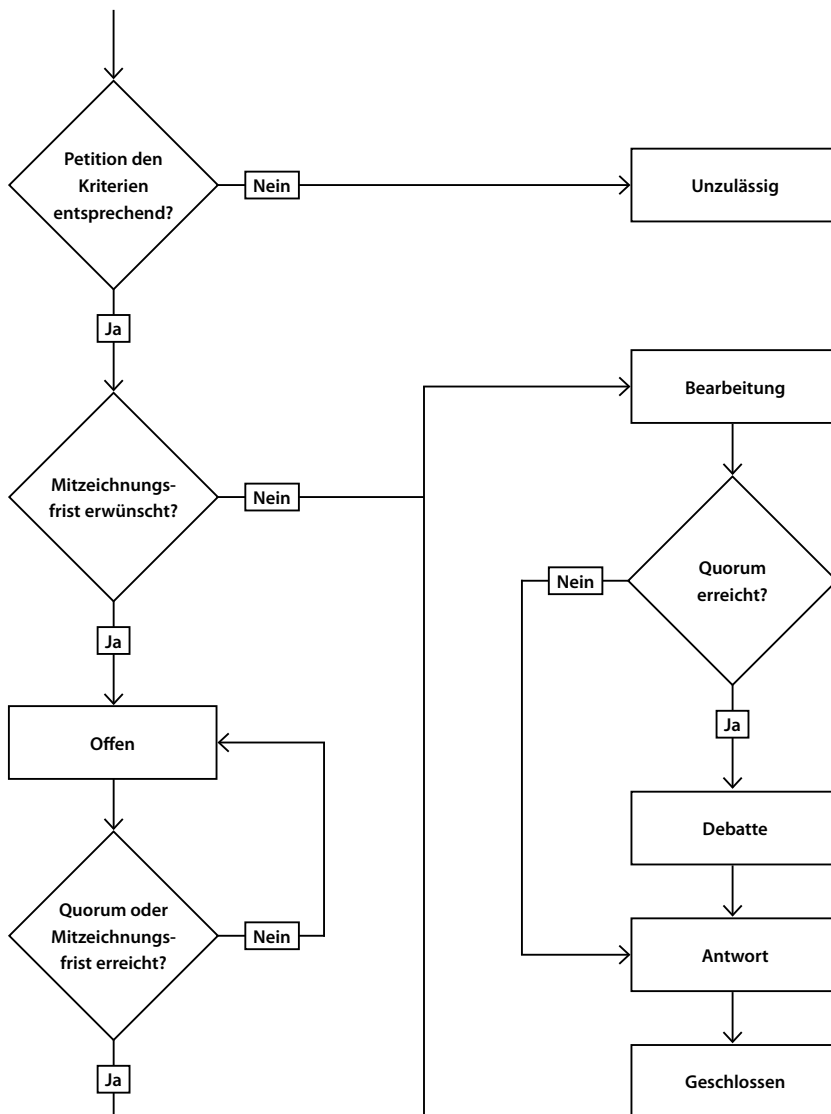 Petition den
Kriterien
entsprechend?
Nein
Unzulässig
Ja
Mitzeichnungs-
frist erwünscht?
Nein
Bearbeitung
Ja
Quorum
erreicht?
Nein
Ja
Offen
Debatte
Quorum oder
Mitzeichnungs-
frist erreicht?
Nein
Antwort
Ja
Geschlossen